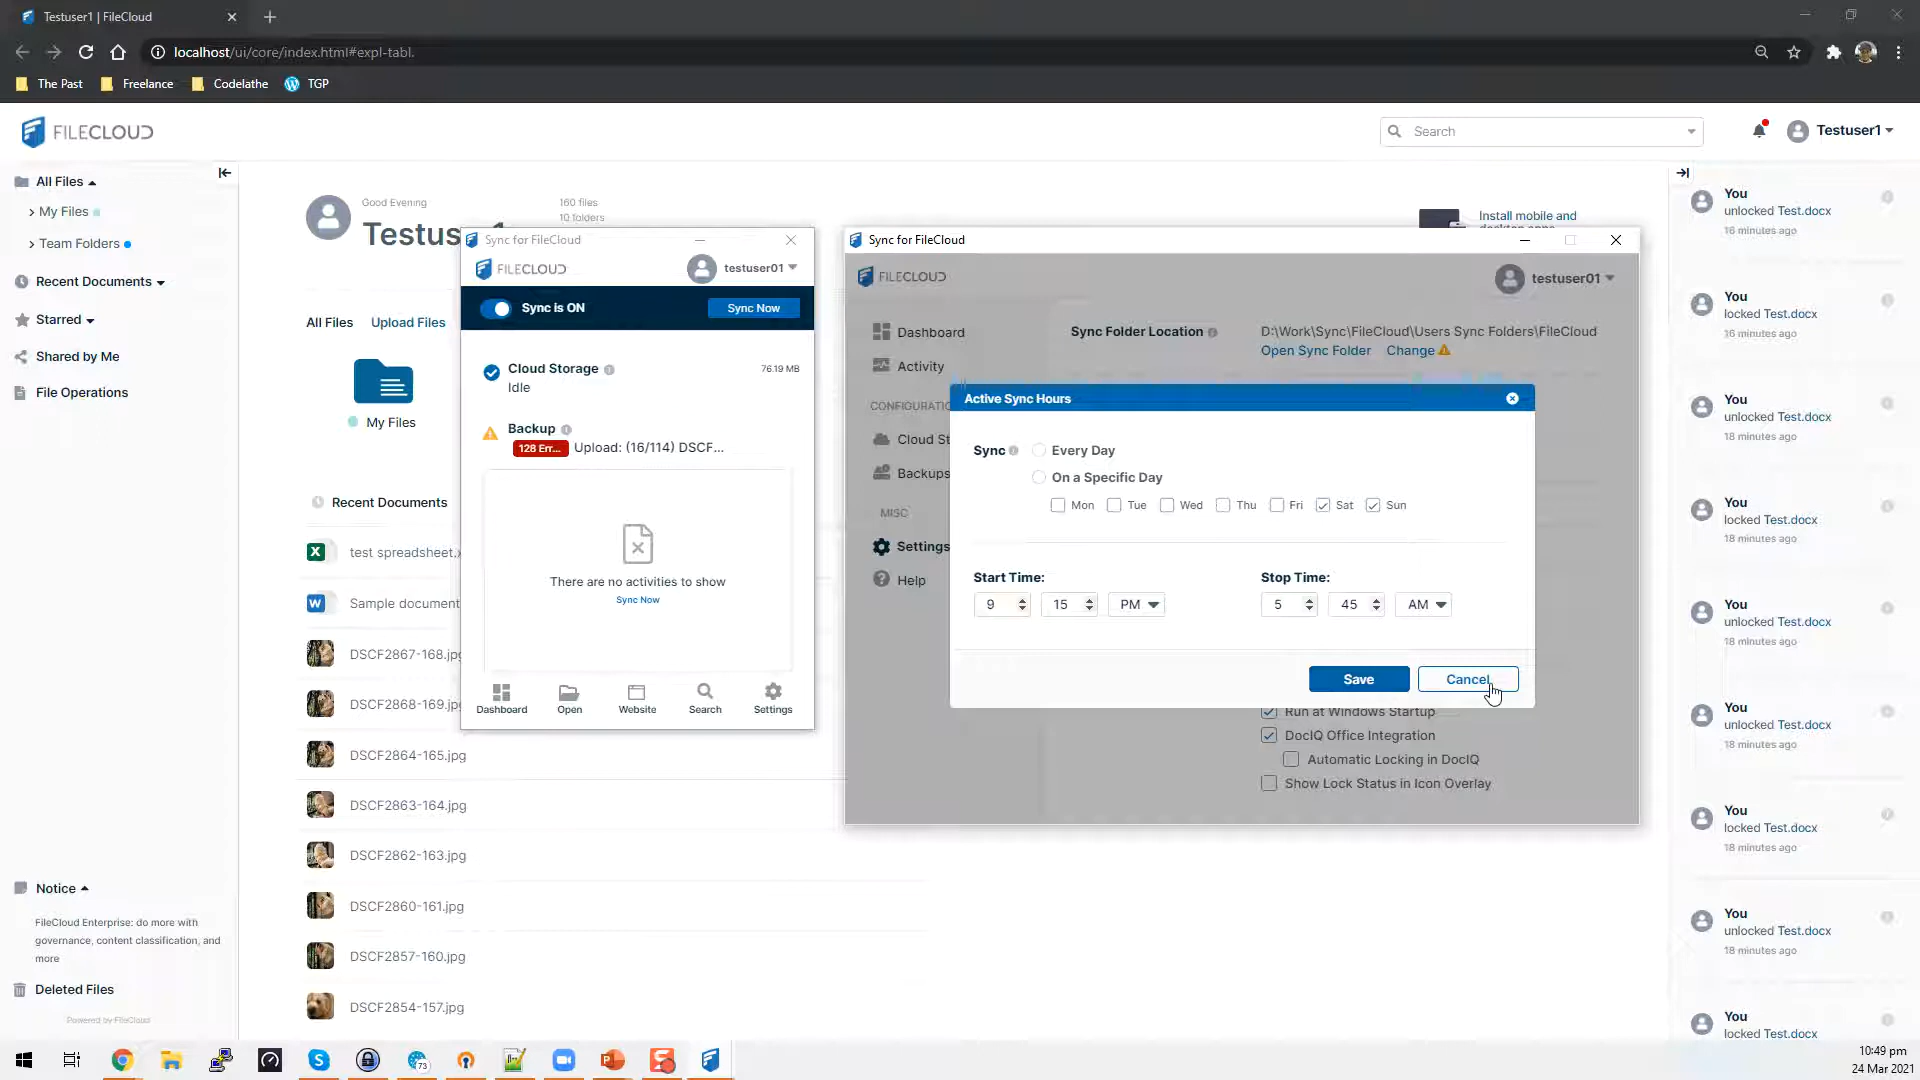 Testuser1 | FileCloud
localhost/ui/core/index.html#expl-tabl.
The Past
Freelance
Codelathe
TGP
FILECLOUD
Search
Testuser1
All Files
My Files
Team Folders
Recent Documents
Starred
Shared by Me
File Operations
Notice
FileCloud Enterprise: do more with
governance, content classification, and
more
Deleted Files
Powered by FileCloud
Good Evening
Testus
160 files
10 folders
Install mobile and
All Files
Upload Files
My Files
Recent Documents
test spreadsheet.x
Sample document
DSCF2867-168.jpg
DSCF2868-169.jpg
DSCF2864-165.jpg
DSCF2863-164.jpg
DSCF2862-163.jpg
DSCF2860-161.jpg
DSCF2857-160.jpg
DSCF2854-157.jpg
Sync for FileCloud
FILECLOUD
testuser01
Sync is ON
Sync Now
Cloud Storage
76.19 MB
Idle
Backup
128 Err...
Upload: (16/114) DSCF...
There are no activities to show
Sync Now
Dashboard
Open
Website
Search
Settings
Sync for FileCloud
FILECLOUD
testuser01
Dashboard
Activity
CONFIGURATIO
Cloud St
Backups
MISC
Settings
Help
Sync Folder Location
D:\Work\Sync\FileCloud\Users Sync Folders\FileCloud
Open Sync Folder
Change
Active Sync Hours
Sync
Every Day
On a Specific Day
Mon
Tue
Wed
Thu
Fri
Sat
Sun
Start Time:
9
15
PM
Stop Time:
5
45
AM
Save
Cancel
Run at Windows Startup
DocIQ Office Integration
Automatic Locking in DocIQ
Show Lock Status in Icon Overlay
You
unlocked Test.docx
16 minutes ago
You
locked Test.docx
16 minutes ago
You
unlocked Test.docx
18 minutes ago
You
locked Test.docx
18 minutes ago
You
unlocked Test.docx
18 minutes ago
You
unlocked Test.docx
18 minutes ago
You
locked Test.docx
18 minutes ago
You
unlocked Test.docx
18 minutes ago
You
locked Test.docx
73
10:49 pm
24 Mar 2021